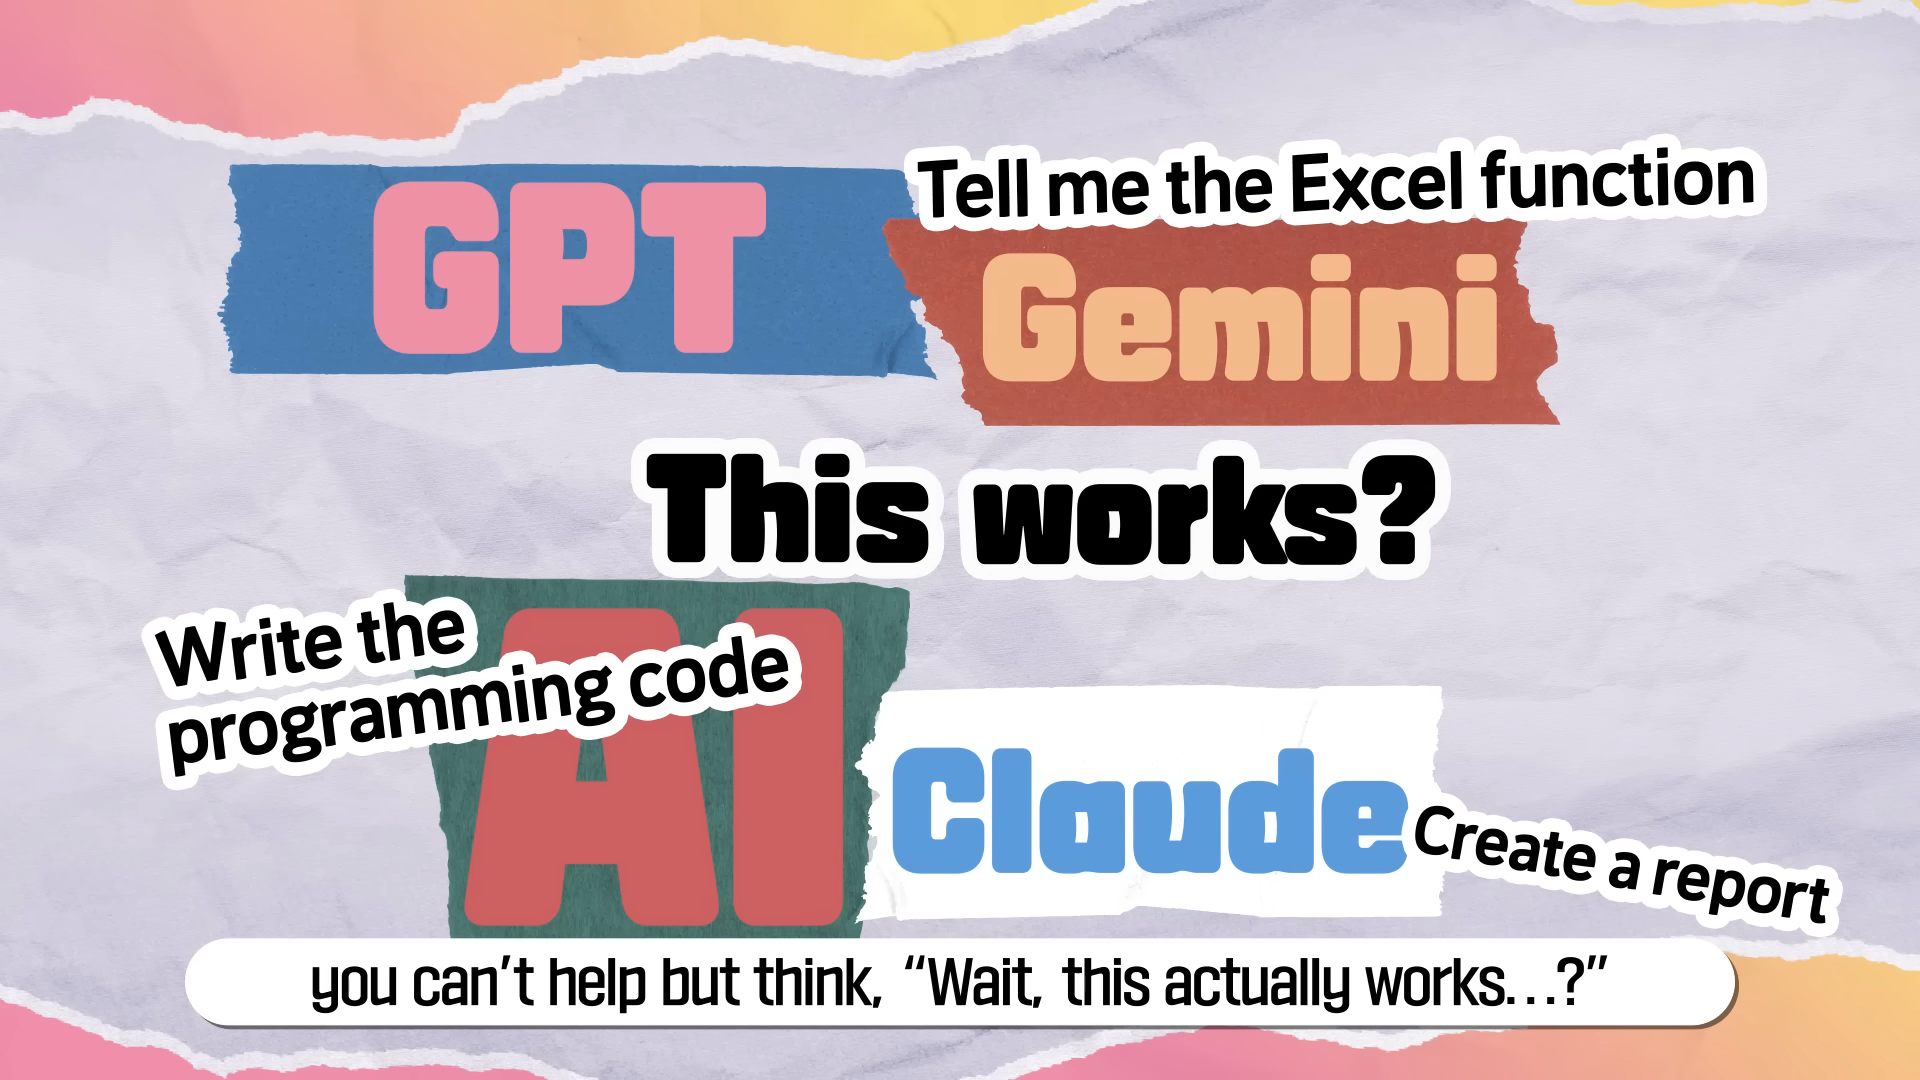 GPT
Tell me the Excel function
Gemini
This works?
Write the
programming code
AI
Claude
Create a report
you can't help but think, “Wait, this actually works...?”